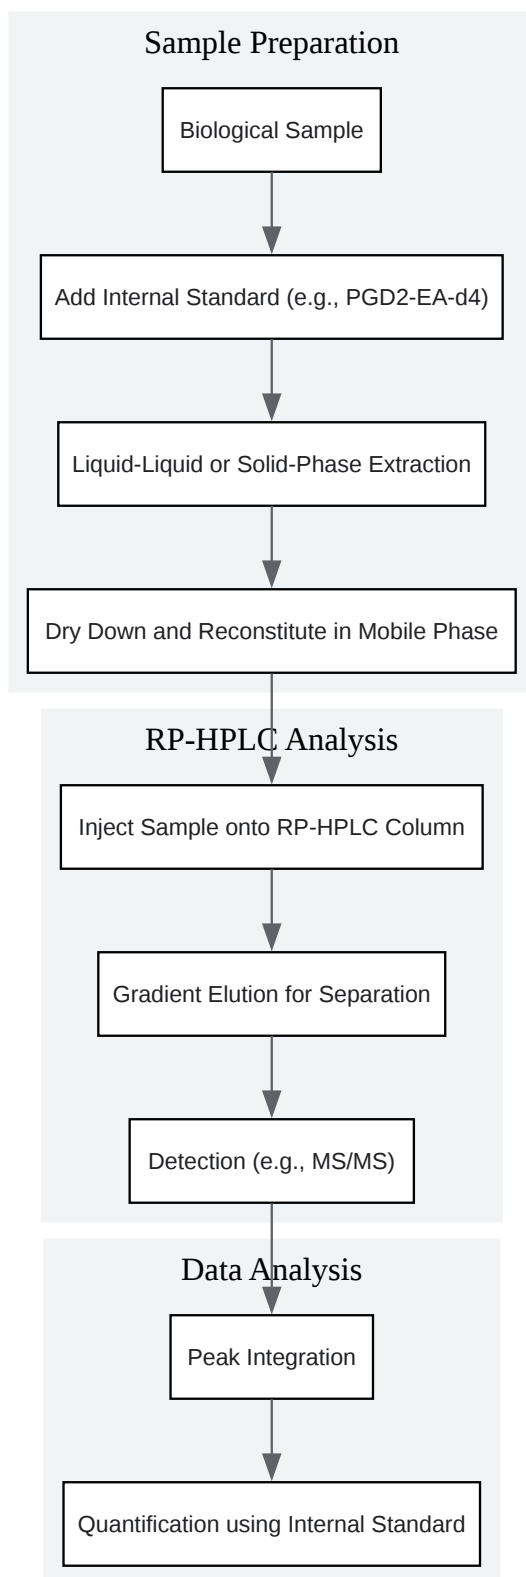 Sample Preparation
Biological Sample
Add Internal Standard (e.g., PGD2-EA-d4)
Liquid-Liquid or Solid-Phase Extraction
Dry Down and Reconstitute in Mobile Phase
RP-HPLC Analysis
Inject Sample onto RP-HPLC Column
Gradient Elution for Separation
Detection (e.g., MS/MS)
Data Analysis
Peak Integration
Quantification using Internal Standard